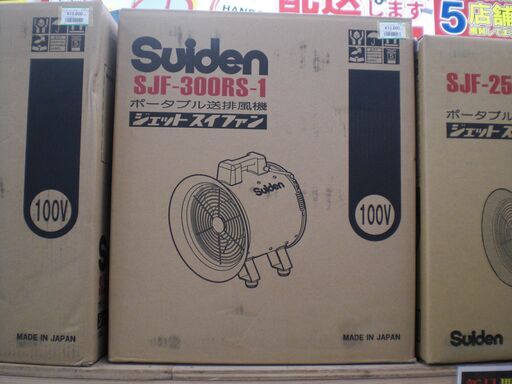 配送
します
5店舗
HAND
Suiden
SJF-300RS-1
ポータブル送排風機
ジェットスイファン
Suiden
100V
MADE IN JAPAN
100V
MADE IN JAPAN
SJF-25
ポータブル
ジェット
Suiden